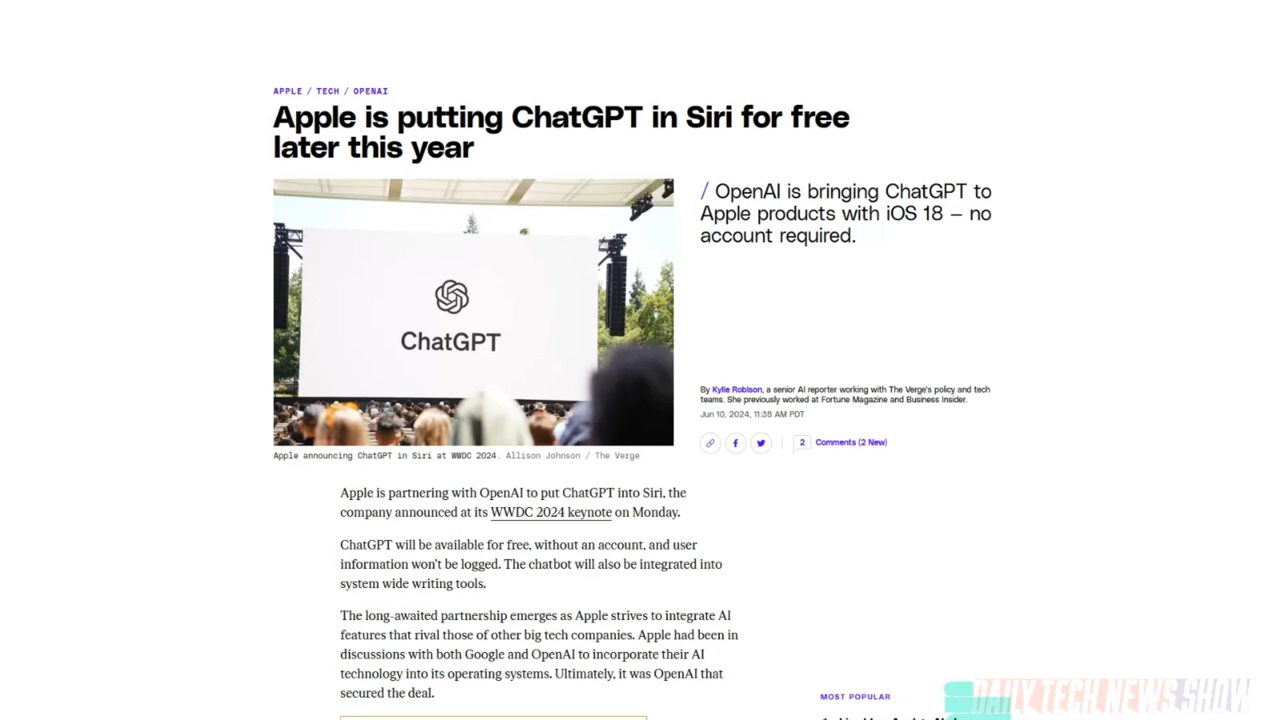 APPLE / TECH / OPENAI
Apple is putting ChatGPT in Siri for free
later this year
ChatGPT
/ OpenAI is bringing ChatGPT to
Apple products with iOS 18 – no
account required.
By Kylie Robison, a senior AI reporter working with The Verge's policy and tech
teams. She previously worked at Fortune Magazine and Business Insider.
Jun 10, 2024, 11:38 AM PDT
2 Comments (2 New)
Apple announcing ChatGPT in Siri at WWDC 2024. Allison Johnson / The Verge
Apple is partnering with OpenAI to put ChatGPT into Siri, the
company announced at its WWDC 2024 keynote on Monday.
ChatGPT will be available for free, without an account, and user
information won't be logged. The chatbot will also be integrated into
system wide writing tools.
The long-awaited partnership emerges as Apple strives to integrate AI
features that rival those of other big tech companies. Apple had been in
discussions with both Google and OpenAI to incorporate their AI
technology into its operating systems. Ultimately, it was OpenAI that
secured the deal.
MOST POPULAR
DAILY TECH NEWS SHOW